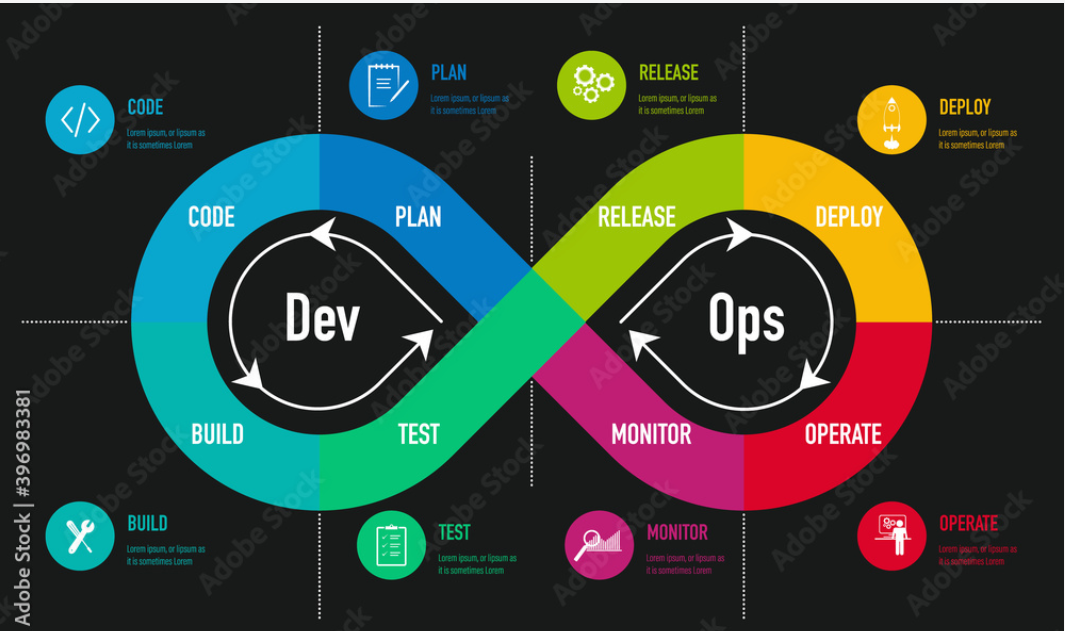 CODE
Lorem ipsum, or lipsum as
it is sometimes Lorem
PLAN
Lorem ipsum, or lipsum as
it is sometimes Lorem
RELEASE
Lorem ipsum, or lipsum as
it is sometimes Lorem
DEPLOY
Lorem ipsum, or lipsum as
it is sometimes Lorem
CODE
PLAN
RELEASE
DEPLOY
Dev
Ops
BUILD
TEST
MONITOR
OPERATE
BUILD
Lorem ipsum, or lipsum as
it is sometimes Lorem
TEST
Lorem ipsum, or lipsum as
it is sometimes Lorem
MONITOR
Lorem ipsum, or lipsum as
it is sometimes Lorem
OPERATE
Lorem ipsum, or lipsum as
it is sometimes Lorem
Adobe Stock | #396983381
Adobe Stock